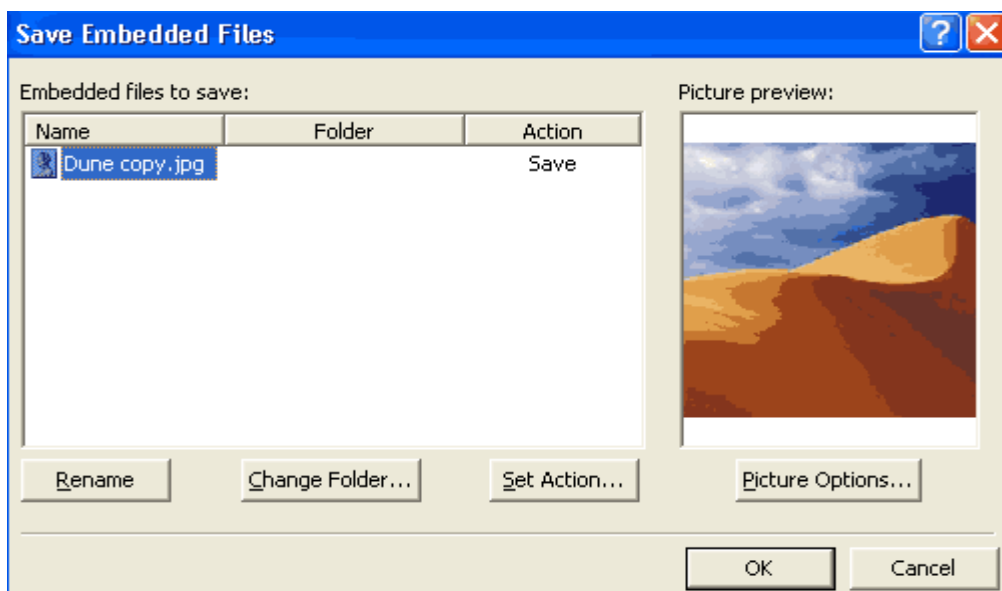 Save Embedded Files
Embedded files to save:
Picture preview:
Name Folder Action
Dune copy.jpg Save
Rename Change Folder... Set Action... Picture Options...
OK Cancel